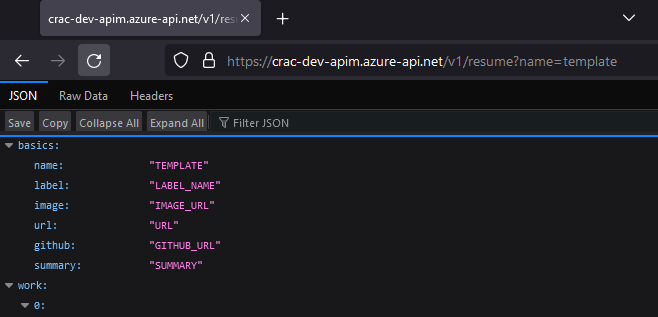 crac-dev-apim.azure-api.net/v1/resu
https://crac-dev-apim.azure-api.net/v1/resume?name=template
JSON Raw Data Headers
Save Copy Collapse All Expand All Filter JSON
basics:
name: "TEMPLATE"
label: "LABEL_NAME"
image: "IMAGE_URL"
url: "URL"
github: "GITHUB_URL"
summary: "SUMMARY"
work:
0: